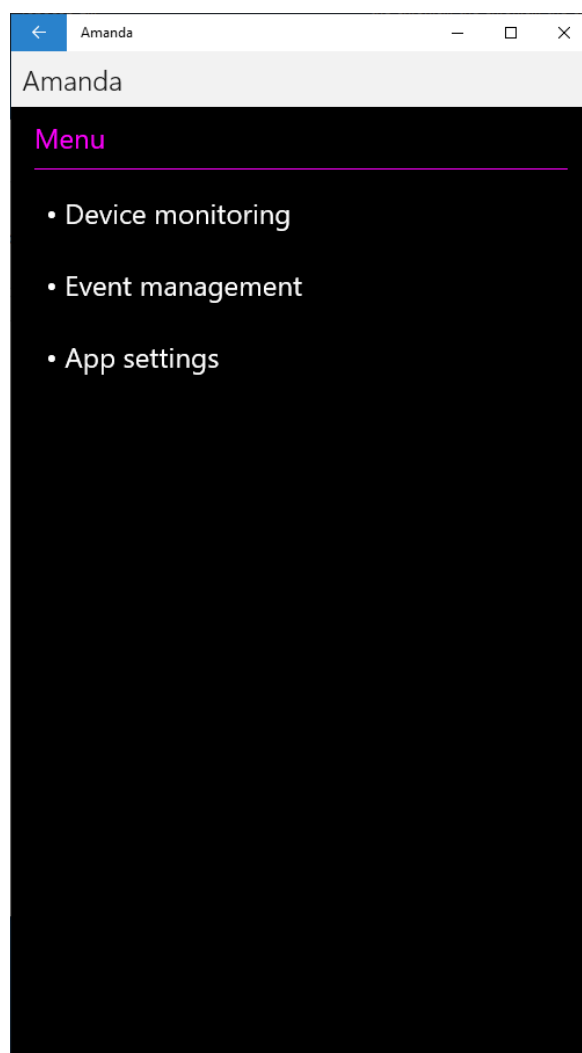 Amanda
Amanda
Menu
• Device monitoring
• Event management
• App settings